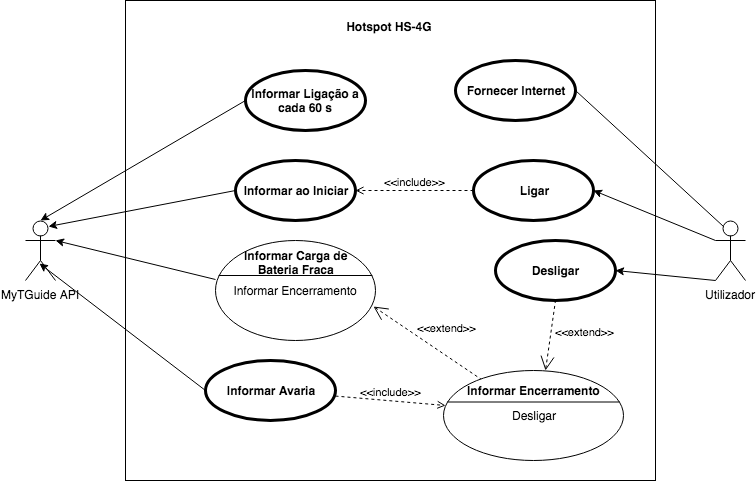 Hotspot HS-4G
Informar Ligação a
cada 60 s
Fornecer Internet
Informar ao Iniciar
<<include>>
Ligar
Informar Carga de
Bateria Fraca
Informar Encerramento
Desligar
MyTGuide API
Utilizador
<<extend>>
<<extend>>
Informar Avaria
<<include>>
Informar Encerramento
Desligar